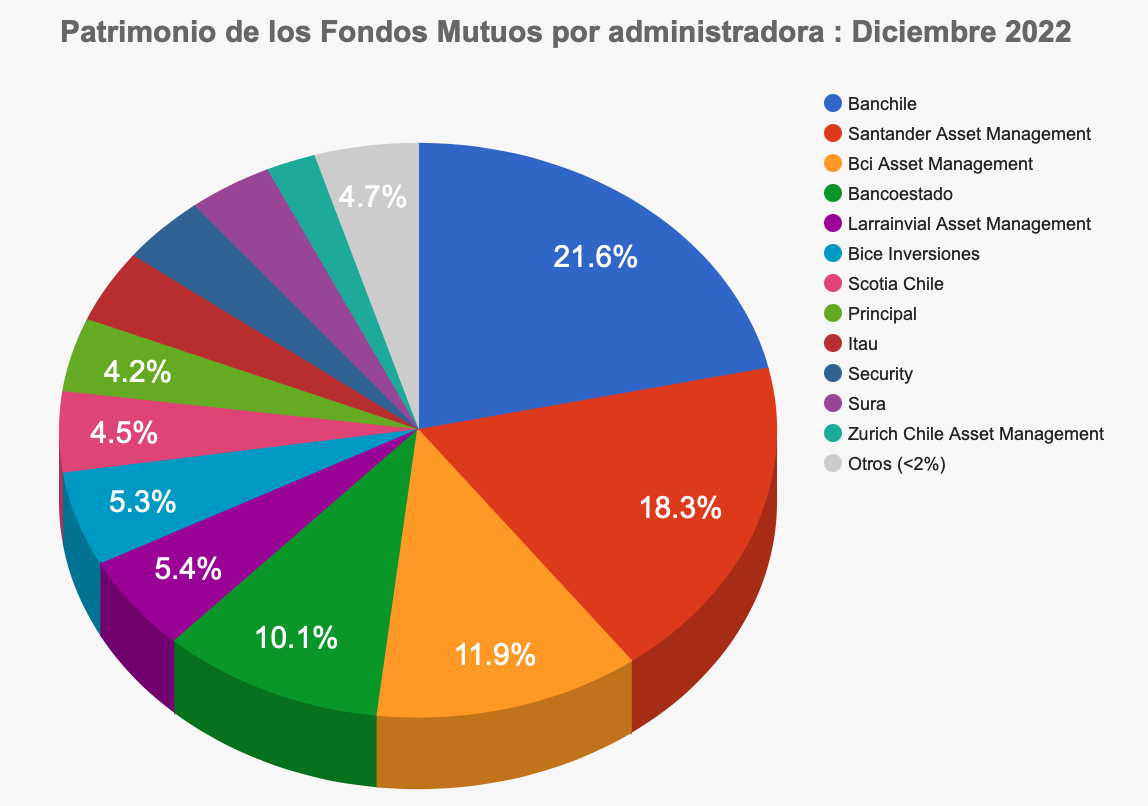 Patrimonio de los Fondos Mutuos por administradora : Diciembre 2022
Banchile
Santander Asset Management
Bci Asset Management
Bancoestado
Larrainvial Asset Management
Bice Inversiones
Scotia Chile
Principal
Itau
Security
Sura
Zurich Chile Asset Management
Otros (<2%)
21.6%
18.3%
11.9%
10.1%
5.4%
5.3%
4.5%
4.2%
4.7%